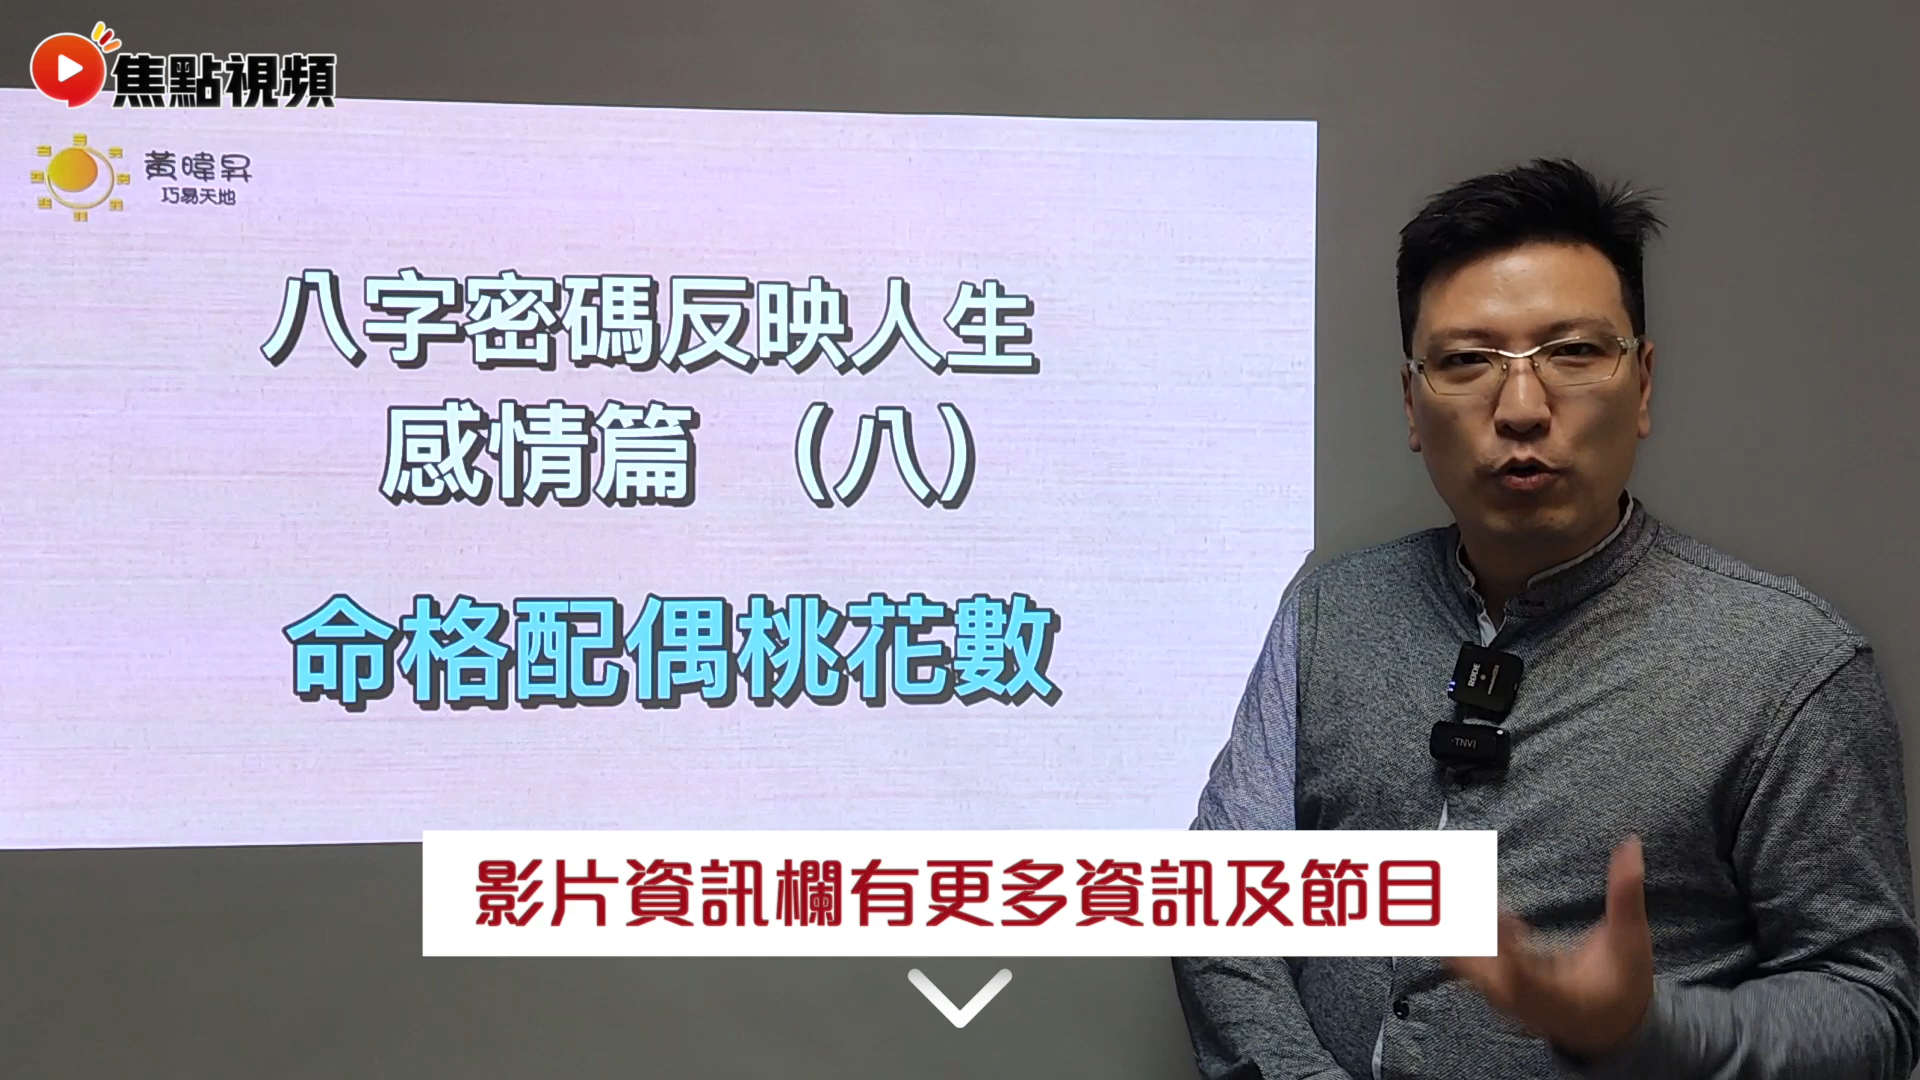 焦點視頻
黃暐昇
巧易天地
八字密碼反映人生
感情篇 （八）
命格配偶桃花數
RODE
TNVI
影片資訊欄有更多資訊及節目